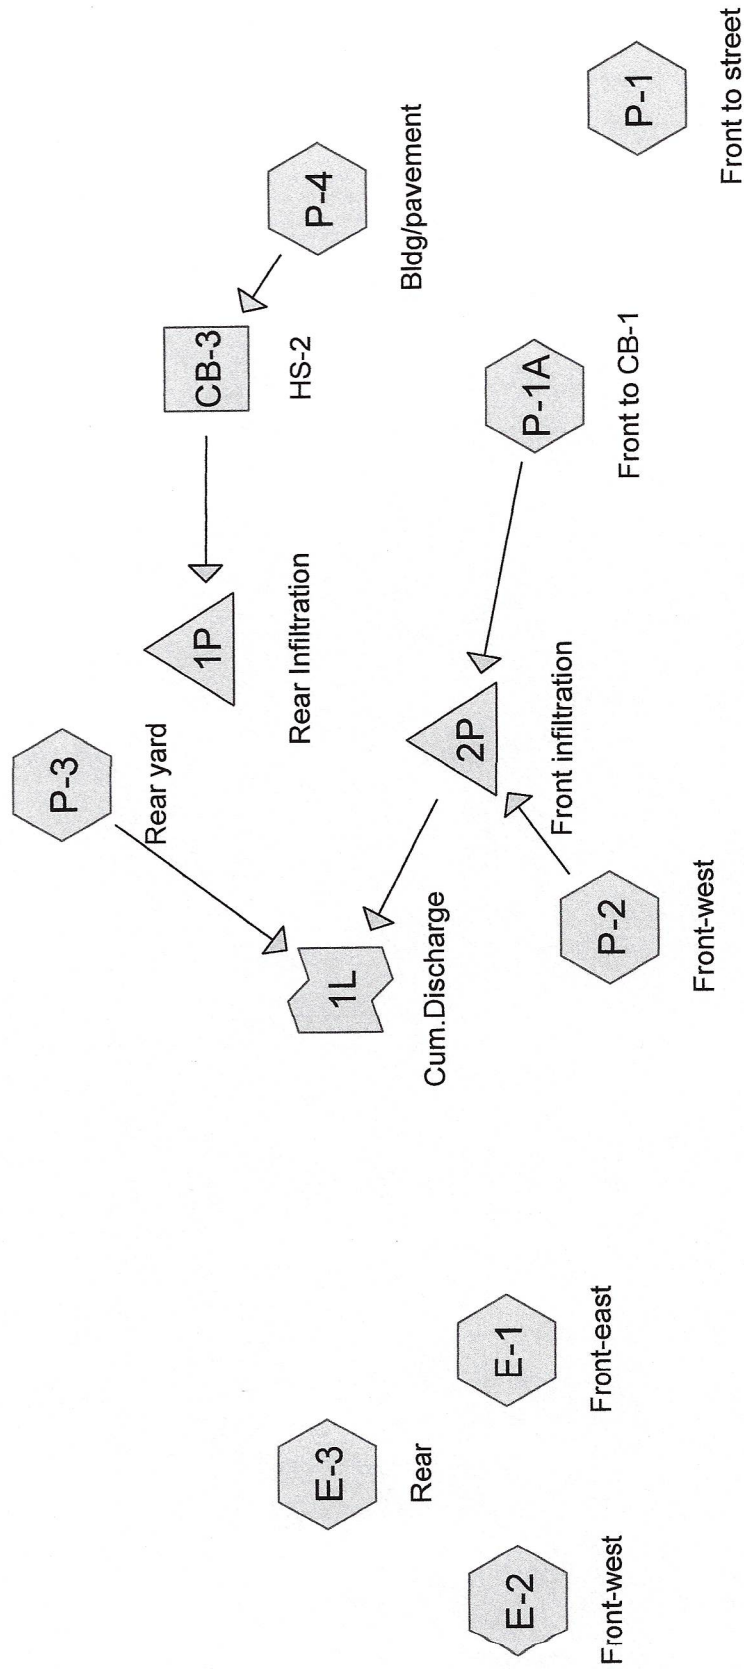 P-3
Rear yard
E-3
Rear
1L
Cum.Discharge
1P
Rear Infiltration
CB-3
HS-2
P-4
Bldg/pavement
E-2
Front-west
E-1
Front-east
2P
Front infiltration
P-1A
Front to CB-1
P-2
Front-west
P-1
Front to street